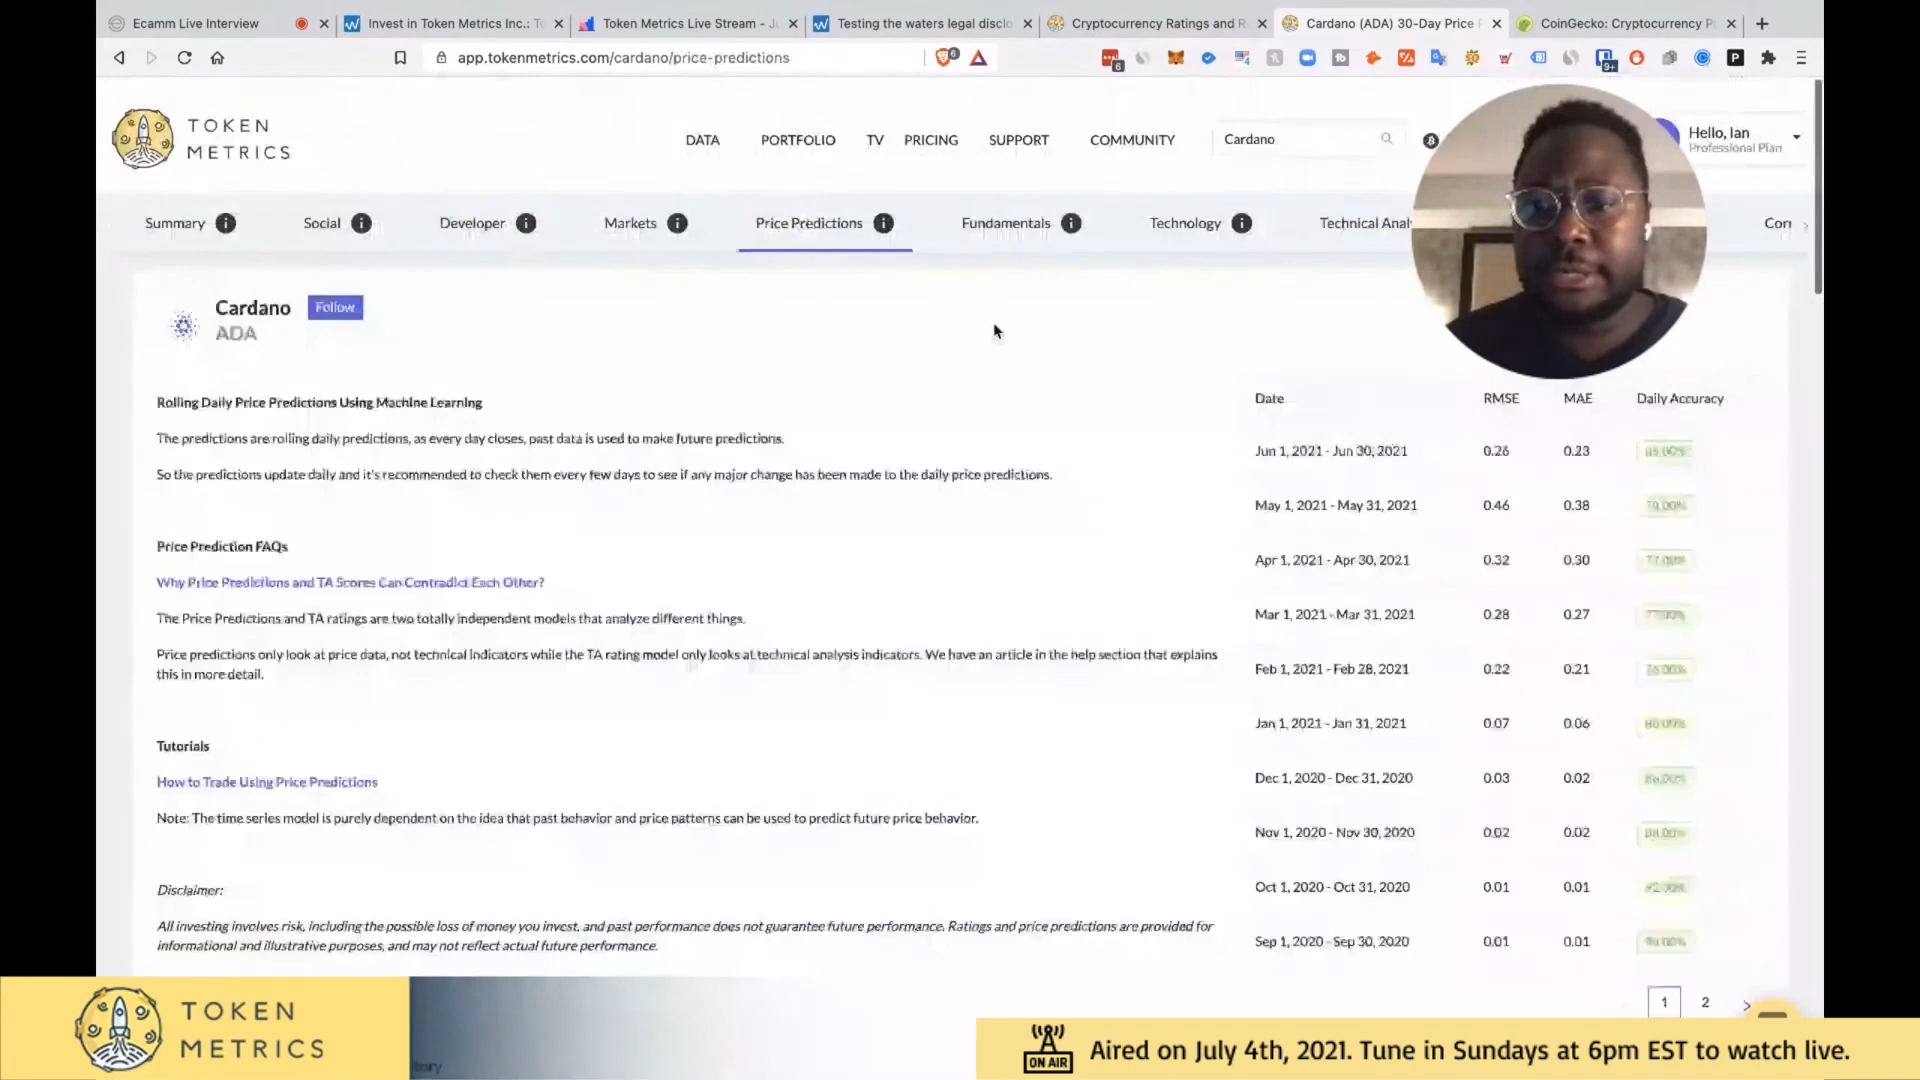 Ecamm Live Interview
Invest in Token Metrics Inc.: T
Token Metrics Live Stream - J
Testing the waters legal disclo
Cryptocurrency Ratings and R
Cardano (ADA) 30-Day Price P
CoinGecko: Cryptocurrency P
app.tokenmetrics.com/cardano/price-predictions
TOKEN
METRICS
DATA
PORTFOLIO
TV
PRICING
SUPPORT
COMMUNITY
Cardano
Hello, Ian
Professional Plan
Summary
Social
Developer
Markets
Price Predictions
Fundamentals
Technology
Technical Analy
Corr
Cardano
Follow
ADA
Rolling Daily Price Predictions Using Machine Learning
The predictions are rolling daily predictions, as every day closes, past data is used to make future predictions.
So the predictions update daily and it's recommended to check them every few days to see if any major change has been made to the daily price predictions.
Price Prediction FAQs
Why Price Predictions and TA Scores Can Contradict Each Other?
The Price Predictions and TA ratings are two totally independent models that analyze different things.
Price predictions only look at price data, not technical indicators while the TA rating model only looks at technical analysis indicators. We have an article in the help section that explains
this in more detail.
Tutorials
How to Trade Using Price Predictions
Note: The time series model is purely dependent on the idea that past behavior and price patterns can be used to predict future price behavior.
Disclaimer:
All investing involves risk, including the possible loss of money you invest, and past performance does not guarantee future performance. Ratings and price predictions are provided for
informational and illustrative purposes, and may not reflect actual future performance.
Date RMSE MAE Daily Accuracy
Jun 1, 2021 - Jun 30, 2021 0.26 0.23
May 1, 2021 - May 31, 2021 0.46 0.38
Apr 1, 2021 - Apr 30, 2021 0.32 0.30
Mar 1, 2021 - Mar 31, 2021 0.28 0.27
Feb 1, 2021 - Feb 28, 2021 0.22 0.21
Jan 1, 2021 - Jan 31, 2021 0.07 0.06
Dec 1, 2020 - Dec 31, 2020 0.03 0.02
Nov 1, 2020 - Nov 30, 2020 0.02 0.02
Oct 1, 2020 - Oct 31, 2020 0.01 0.01
Sep 1, 2020 - Sep 30, 2020 0.01 0.01
1 2 >
TOKEN
METRICS
ON AIR
Aired on July 4th, 2021. Tune in Sundays at 6pm EST to watch live.